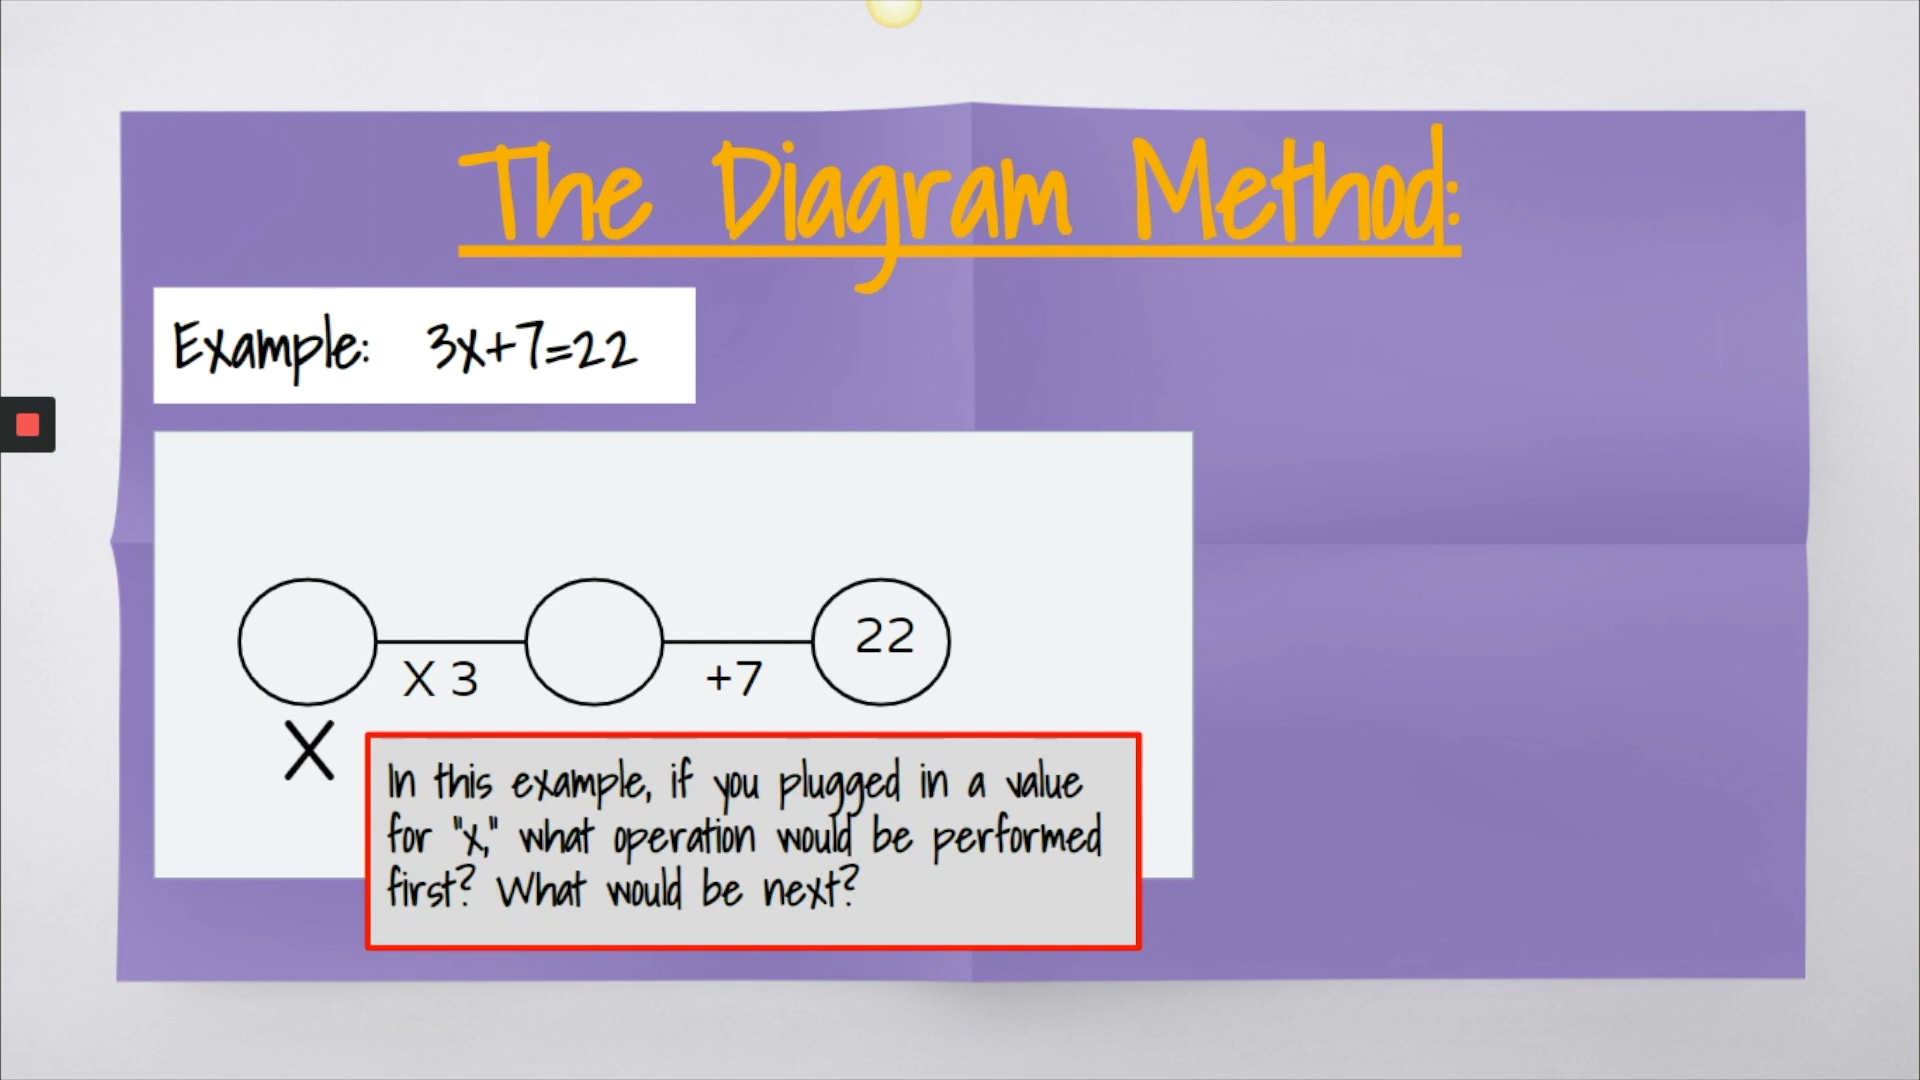 The Diagram Method:
Example: 3x+7=22
22
X 3
+7
X
In this example, if you plugged in a value
for "x," what operation would be performed
first? What would be next?